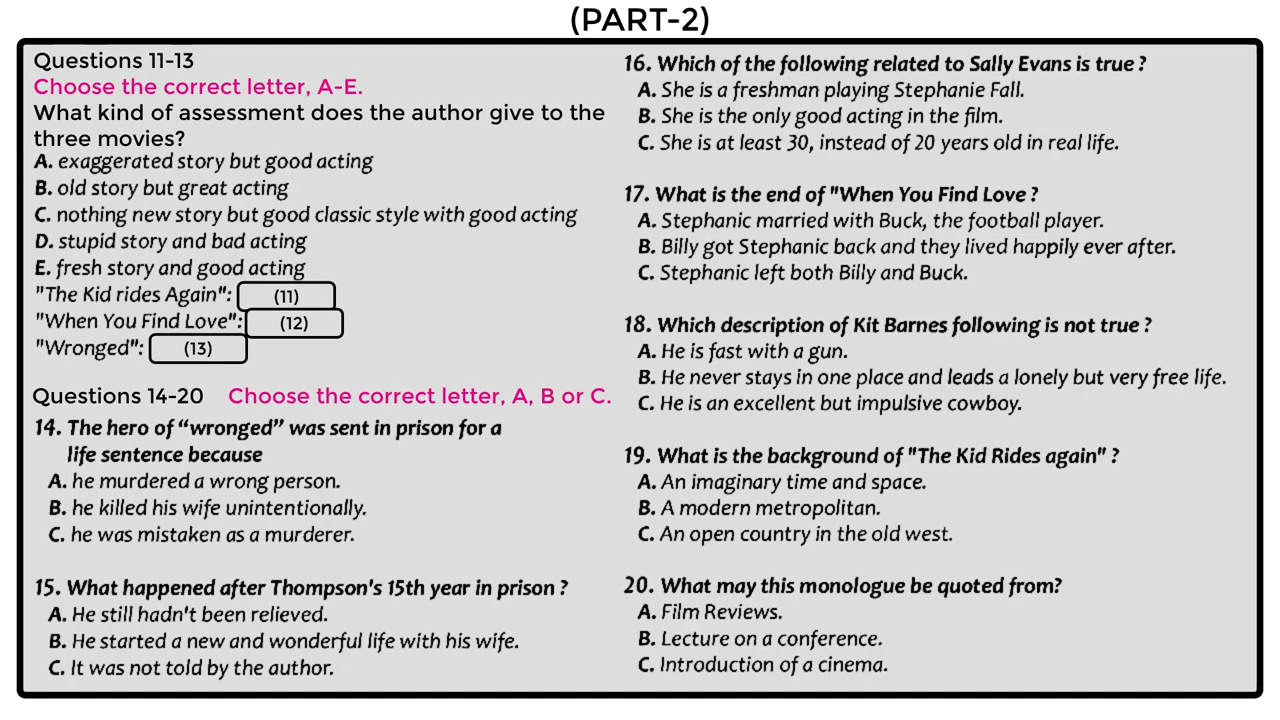 (PART-2)
Questions 11-13
Choose the correct letter, A-E.
What kind of assessment does the author give to the
three movies?
A. exaggerated story but good acting
B. old story but great acting
C. nothing new story but good classic style with good acting
D. stupid story and bad acting
E. fresh story and good acting
"The Kid rides Again": (11)
"When You Find Love": (12)
"Wronged": (13)
Questions 14-20 Choose the correct letter, A, B or C.
14. The hero of “wronged” was sent in prison for a
life sentence because
A. he murdered a wrong person.
B. he killed his wife unintentionally.
C. he was mistaken as a murderer.
15. What happened after Thompson's 15th year in prison ?
A. He still hadn't been relieved.
B. He started a new and wonderful life with his wife.
C. It was not told by the author.
16. Which of the following related to Sally Evans is true ?
A. She is a freshman playing Stephanie Fall.
B. She is the only good acting in the film.
C. She is at least 30, instead of 20 years old in real life.
17. What is the end of "When You Find Love ?
A. Stephanic married with Buck, the football player.
B. Billy got Stephanic back and they lived happily ever after.
C. Stephanic left both Billy and Buck.
18. Which description of Kit Barnes following is not true ?
A. He is fast with a gun.
B. He never stays in one place and leads a lonely but very free life.
C. He is an excellent but impulsive cowboy.
19. What is the background of "The Kid Rides again" ?
A. An imaginary time and space.
B. A modern metropolitan.
C. An open country in the old west.
20. What may this monologue be quoted from?
A. Film Reviews.
B. Lecture on a conference.
C. Introduction of a cinema.